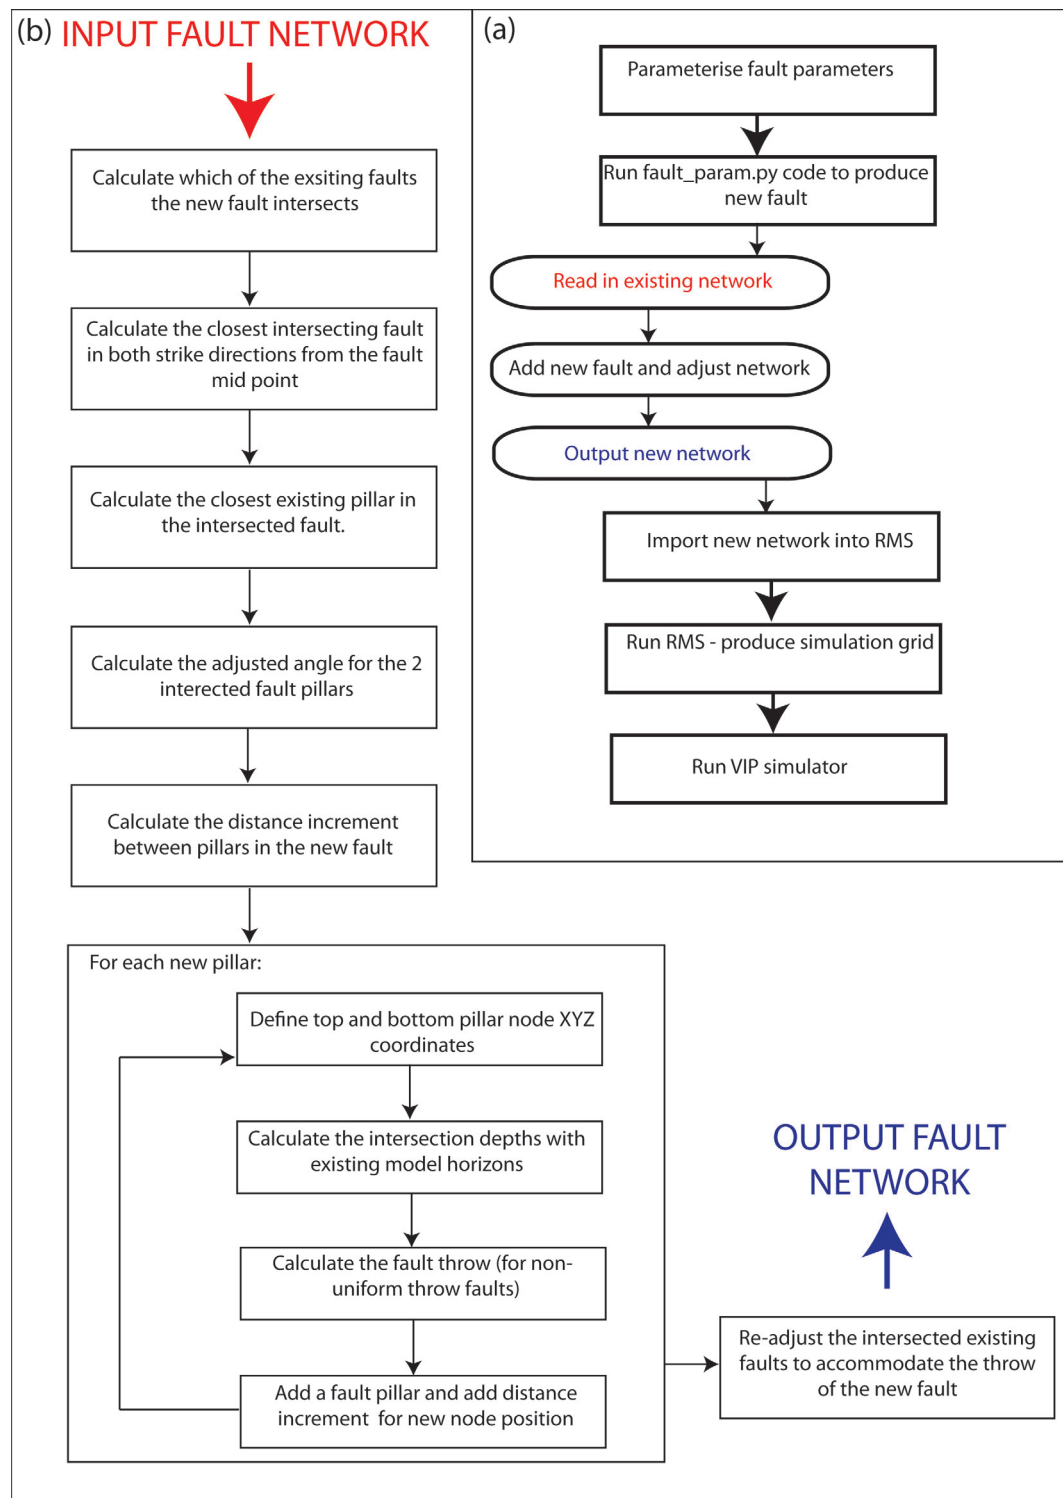 (b) INPUT FAULT NETWORK
Calculate which of the exsiting faults
the new fault intersects
Calculate the closest intersecting fault
in both strike directions from the fault
mid point
Calculate the closest existing pillar in
the intersected fault.
Calculate the adjusted angle for the 2
interected fault pillars
Calculate the distance increment
between pillars in the new fault
For each new pillar:
Define top and bottom pillar node XYZ
coordinates
Calculate the intersection depths with
existing model horizons
Calculate the fault throw (for non-
uniform throw faults)
Add a fault pillar and add distance
increment for new node position
Re-adjust the intersected existing
faults to accommodate the throw
of the new fault
OUTPUT FAULT
NETWORK
(a)
Parameterise fault parameters
Run fault_param.py code to produce
new fault
Read in existing network
Add new fault and adjust network
Output new network
Import new network into RMS
Run RMS - produce simulation grid
Run VIP simulator